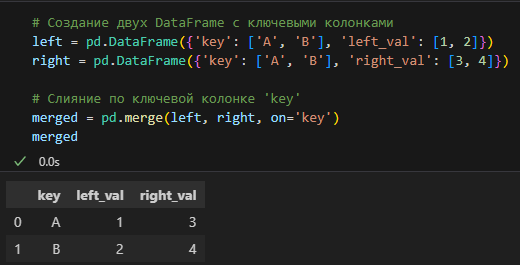 # Создание двух DataFrame с ключевыми колонками
left = pd.DataFrame({'key': ['A', 'B'], 'left_val': [1, 2]})
right = pd.DataFrame({'key': ['A', 'B'], 'right_val': [3, 4]})
# Слияние по ключевой колонке 'key'
merged = pd.merge(left, right, on='key')
merged
0.0s
key left_val right_val
0 A 1 3
1 B 2 4